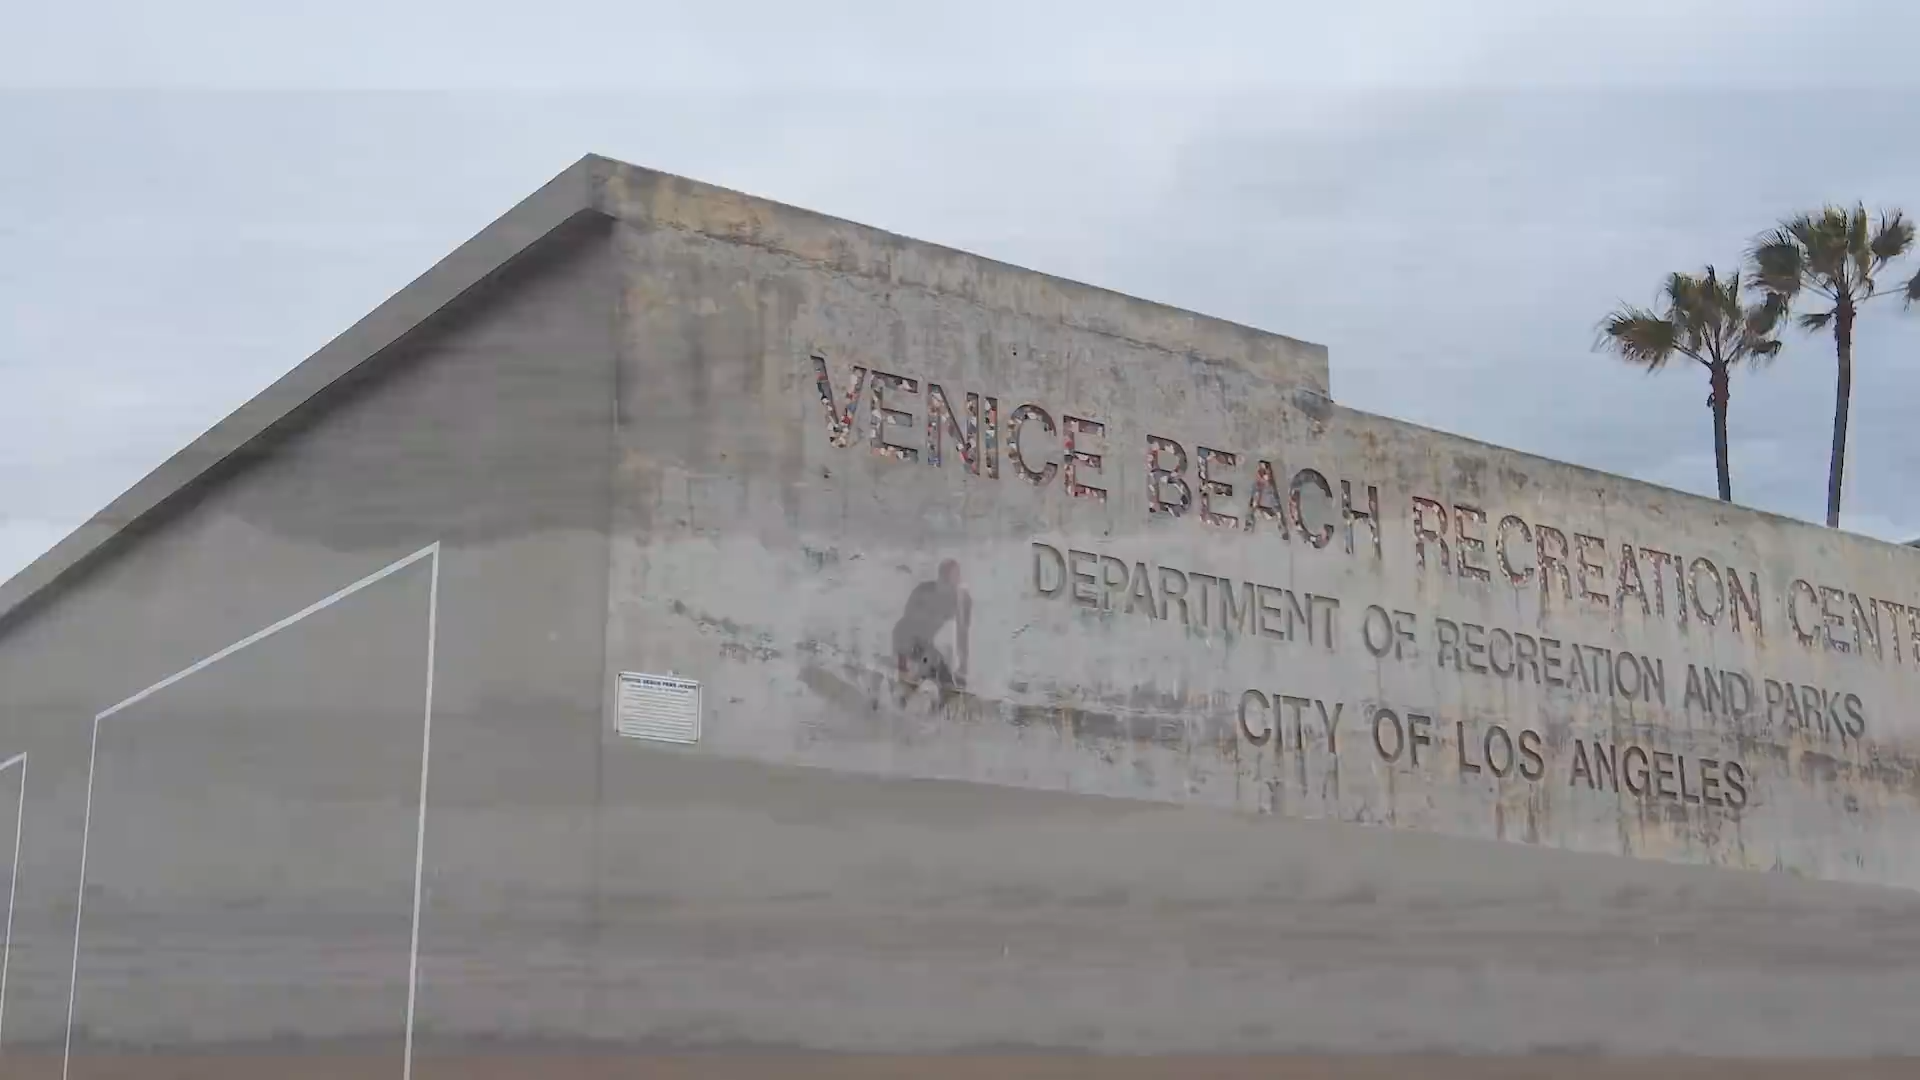 VENICE BEACH RECREATION CENTE
DEPARTMENT OF RECREATION AND PARKS
CITY OF LOS ANGELES